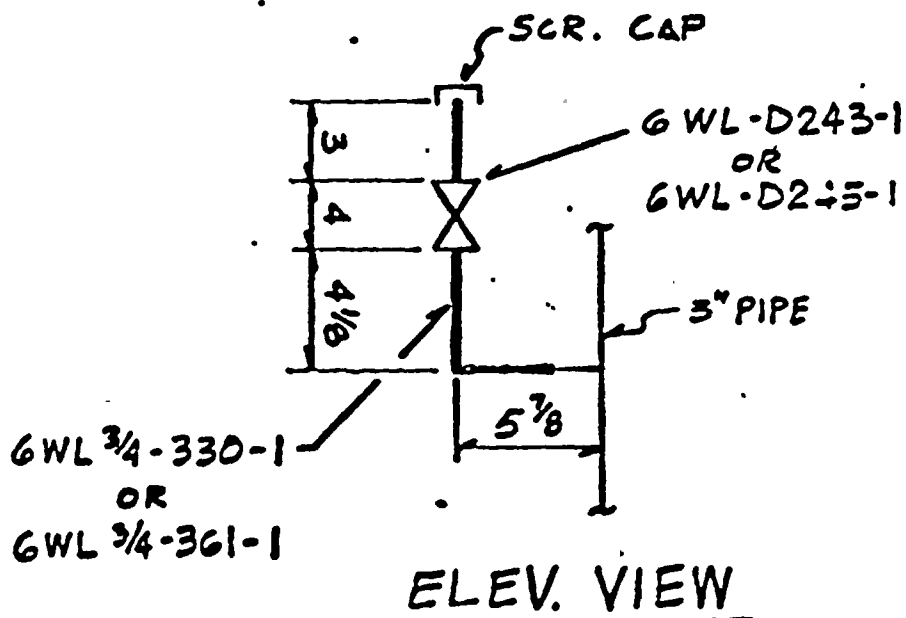 SCR. CAP
6WL-D243-1
OR
3
4
4 1/8
3" PIPE
5 7/8
6WL 3/4-330-1
OR
6WL 3/4-361-1
ELEV. VIEW